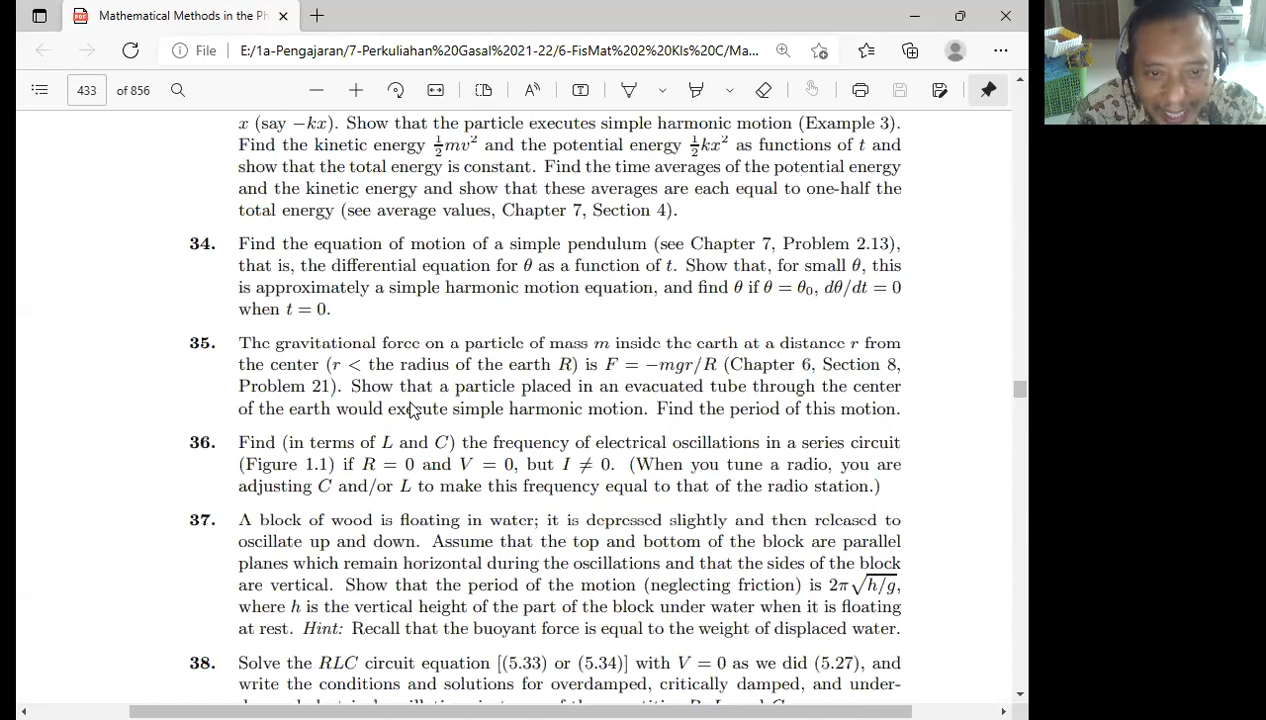 Mathematical Methods in the Ph
File
E:/1a-Pengajaran/7-Perkuliahan%20Gasal%2021-22/6-FisMat%202%20Kls%20C/Ma...
433 of 856
x (say −kx). Show that the particle executes simple harmonic motion (Example 3).
Find the kinetic energy ½mv² and the potential energy ½kx² as functions of t and
show that the total energy is constant. Find the time averages of the potential energy
and the kinetic energy and show that these averages are each equal to one-half the
total energy (see average values, Chapter 7, Section 4).
34. Find the equation of motion of a simple pendulum (see Chapter 7, Problem 2.13),
that is, the differential equation for θ as a function of t. Show that, for small θ, this
is approximately a simple harmonic motion equation, and find θ if θ = θ₀, dθ/dt = 0
when t = 0.
35. The gravitational force on a particle of mass m inside the earth at a distance r from
the center (r < the radius of the earth R) is F = −mgr/R (Chapter 6, Section 8,
Problem 21). Show that a particle placed in an evacuated tube through the center
of the earth would execute simple harmonic motion. Find the period of this motion.
36. Find (in terms of L and C) the frequency of electrical oscillations in a series circuit
(Figure 1.1) if R = 0 and V = 0, but I ≠ 0. (When you tune a radio, you are
adjusting C and/or L to make this frequency equal to that of the radio station.)
37. A block of wood is floating in water; it is depressed slightly and then released to
oscillate up and down. Assume that the top and bottom of the block are parallel
planes which remain horizontal during the oscillations and that the sides of the block
are vertical. Show that the period of the motion (neglecting friction) is 2π√h/g,
where h is the vertical height of the part of the block under water when it is floating
at rest. Hint: Recall that the buoyant force is equal to the weight of displaced water.
38. Solve the RLC circuit equation [(5.33) or (5.34)] with V = 0 as we did (5.27), and
write the conditions and solutions for overdamped, critically damped, and under-